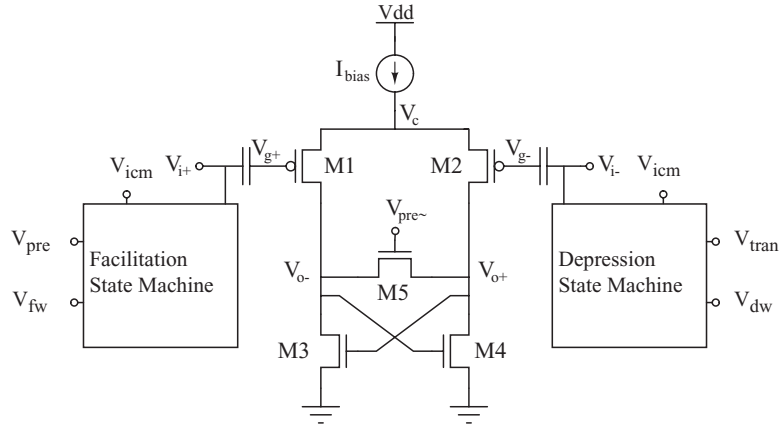 Vdd
Ibias
Vc
Vicm
Vi+
Vg+
M1
M2
Vg-
Vi-
Vicm
Vpre
Facilitation
State Machine
Vfw
Vpre~
Vo-
M5
Vo+
Depression
State Machine
Vtran
Vdw
M3
M4